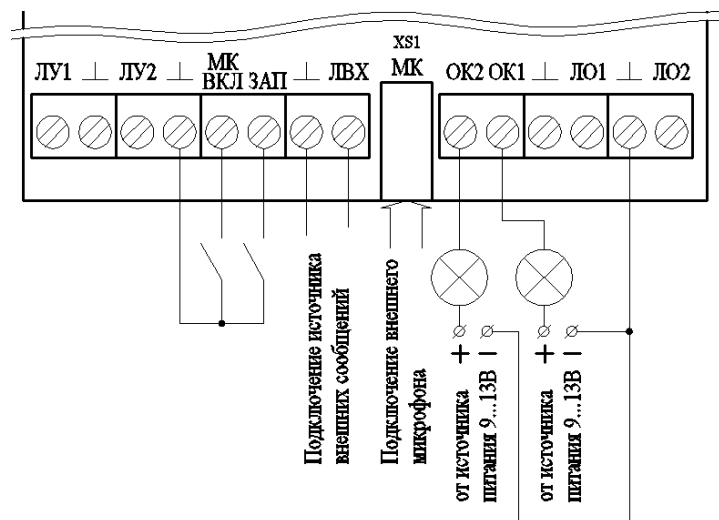 XS1
ЛУ1 ⊥ ЛУ2 ⊥ МК ⊥ ЛВХ МК ОК2 ОК1 ⊥ ЛО1 ⊥ ЛО2
ВКЛ ЗАП
Подключение источника
внешних сообщений
Подключение внешнего
микрофона
+ −
от источника
питания 9...13В
+ −
от источника
питания 9...13В